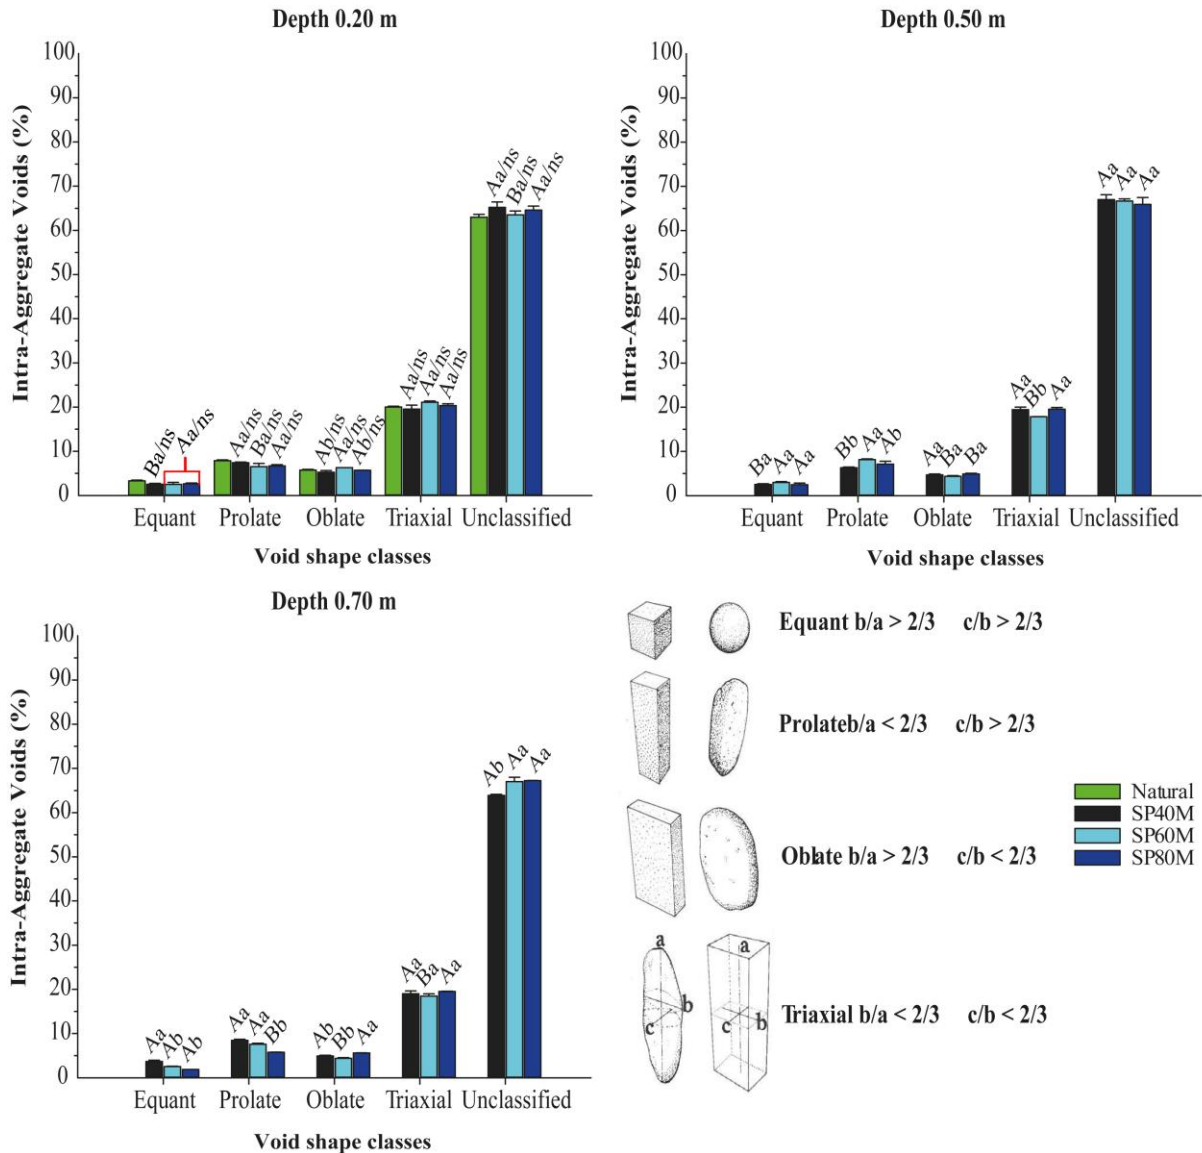 Depth 0.20 m
Intra-Aggregate Voids (%)
100
90
80
70
60
50
40
30
20
10
0
Ba/ns
Aa/ns
Aa/ns
Ba/ns
Aa/ns
Ab/ns
Aa/ns
Ab/ns
Aa/ns
Aa/ns
Aa/ns
Aa/ns
Ba/ns
Aa/ns
Equant Prolate Oblate Triaxial Unclassified
Void shape classes
Depth 0.50 m
Intra-Aggregate Voids (%)
100
90
80
70
60
50
40
30
20
10
0
Ba Aa Aa
Bb Aa Ab
Aa Ba Ba
Aa Bb Aa
Aa Aa Aa
Equant Prolate Oblate Triaxial Unclassified
Void shape classes
Depth 0.70 m
Intra-Aggregate Voids (%)
100
90
80
70
60
50
40
30
20
10
0
Aa Ab Ab
Aa Aa Bb
Ab Bb Aa
Aa Ba Aa
Ab Aa Aa
Equant Prolate Oblate Triaxial Unclassified
Void shape classes
Equant b/a > 2/3 c/b > 2/3
Prolateb/a < 2/3 c/b > 2/3
Oblate b/a > 2/3 c/b < 2/3
a
b
c
a
b
c
Triaxial b/a < 2/3 c/b < 2/3
Natural
SP40M
SP60M
SP80M